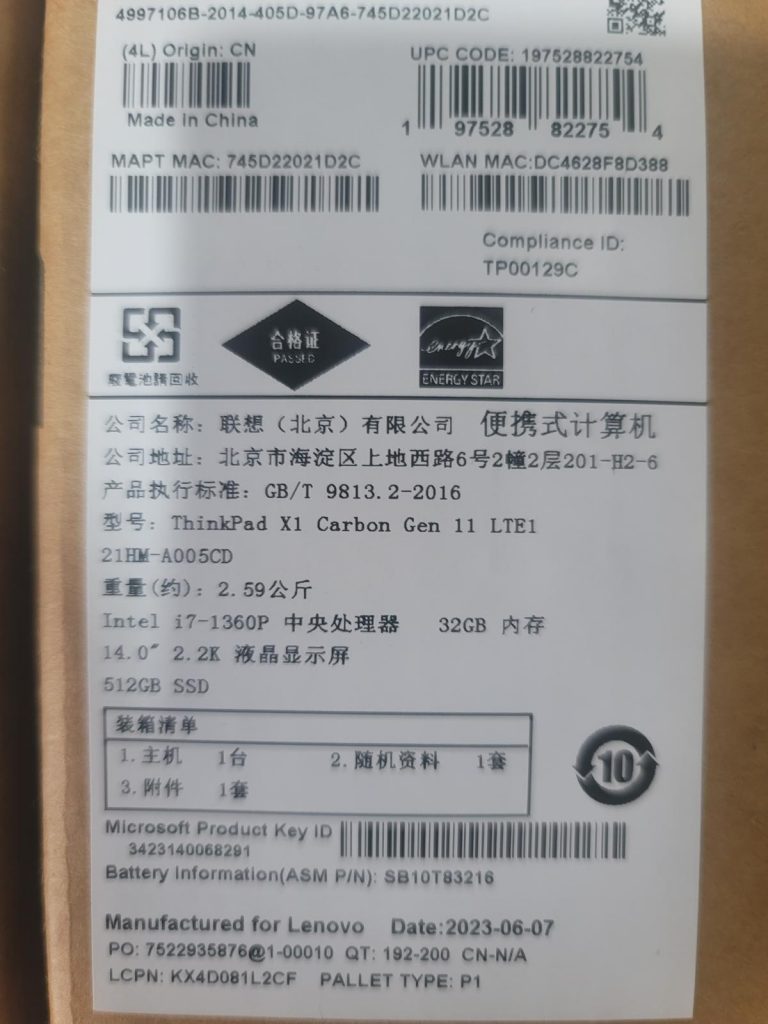 4997106B-2014-405D-97A6-745D22021D2C
(4L) Origin: CN
UPC CODE: 197528822754
Made in China
1 97528 82275 4
MAPT MAC: 745D22021D2C
WLAN MAC:DC4628F8D388
Compliance ID:
TP00129C
廢電池請回收
合格证
PASSED
energy
ENERGY STAR
公司名称: 联想（北京）有限公司 便携式计算机
公司地址: 北京市海淀区上地西路6号2幢2层201-H2-6
产品执行标准: GB/T 9813.2-2016
型号: ThinkPad X1 Carbon Gen 11 LTE1
21HM-A005CD
重量(约): 2.59公斤
Intel i7-1360P 中央处理器 32GB 内存
14.0" 2.2K 液晶显示屏
512GB SSD
装箱清单
1.主机 1台 2.随机资料 1套
3.附件 1套
10
Microsoft Product Key ID
3423140068291
Battery Information(ASM P/N): SB10T83216
Manufactured for Lenovo Date:2023-06-07
PO: 7522935876@1-00010 QT: 192-200 CN-N/A
LCPN: KX4D081L2CF PALLET TYPE: P1